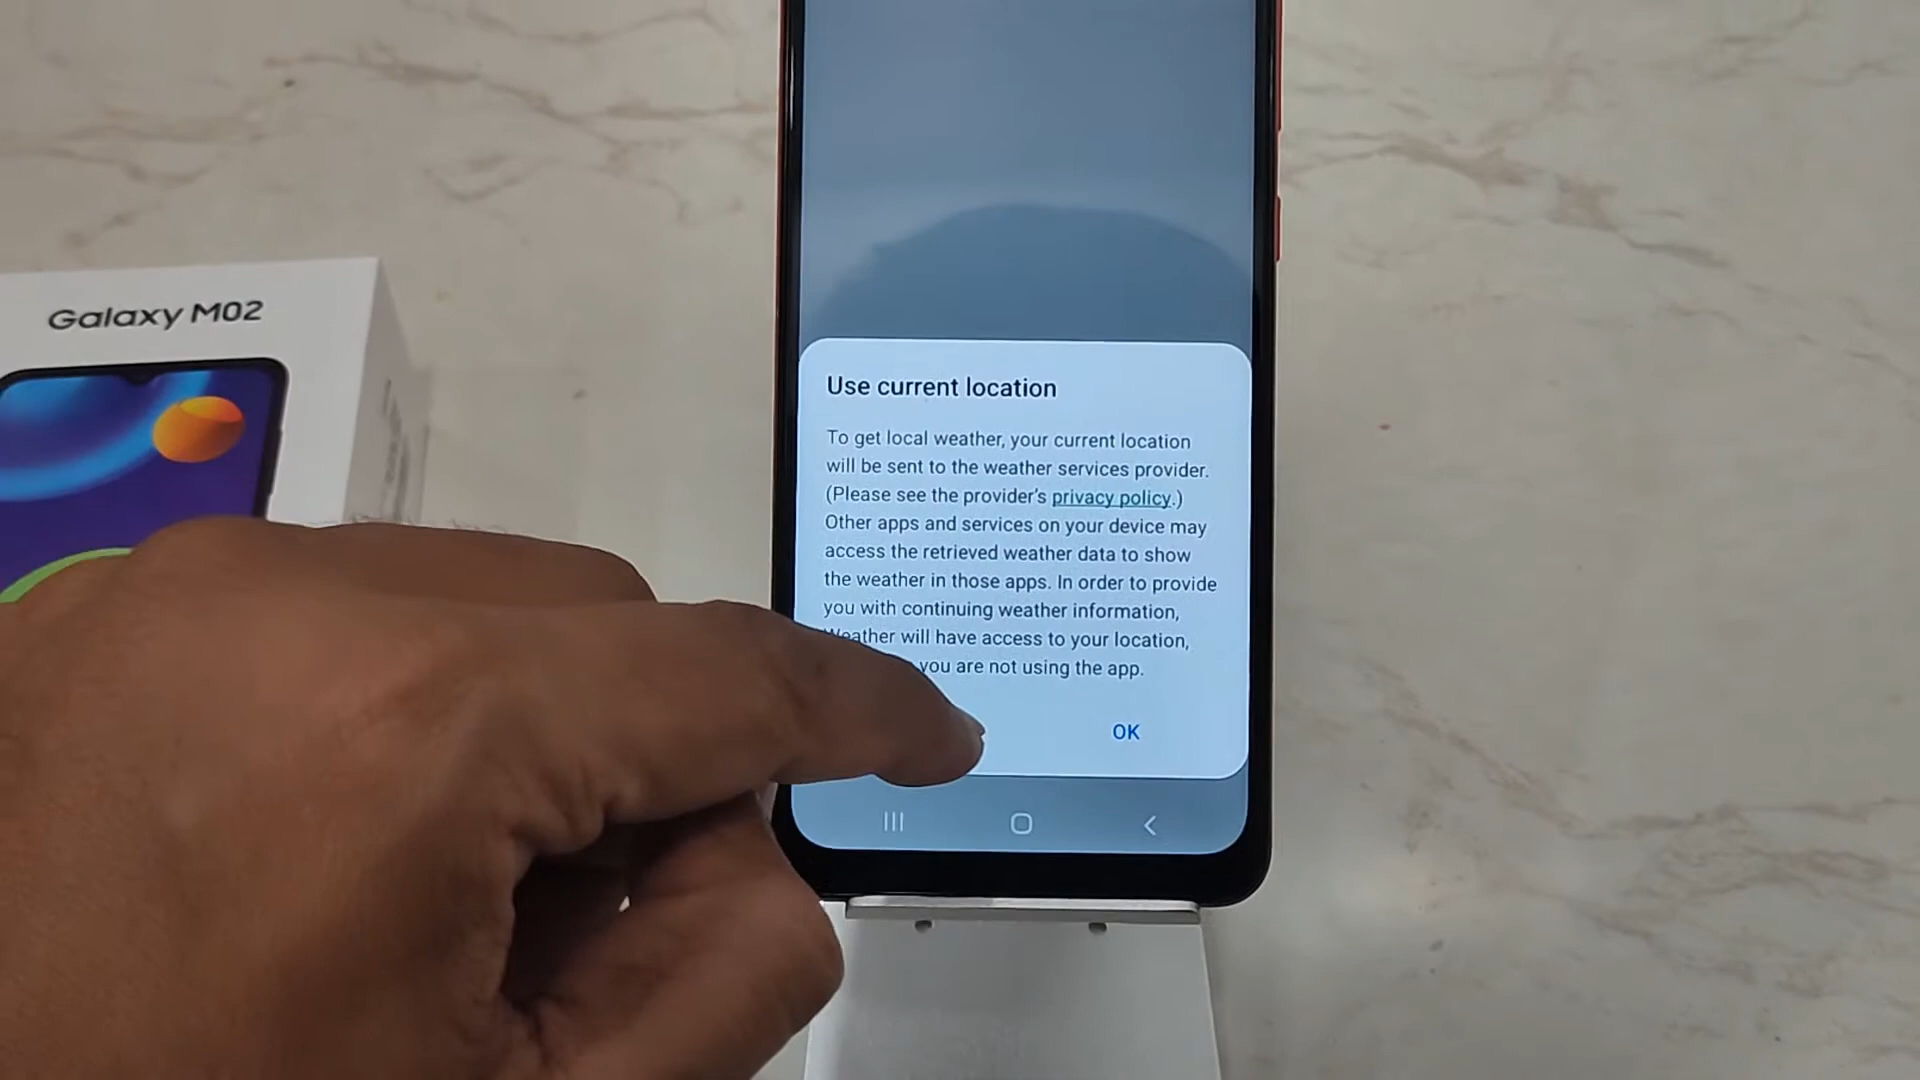 Galaxy M02
Use current location
To get local weather, your current location
will be sent to the weather services provider.
(Please see the provider's privacy policy.)
Other apps and services on your device may
access the retrieved weather data to show
the weather in those apps. In order to provide
you with continuing weather information,
Weather will have access to your location,
you are not using the app.
OK